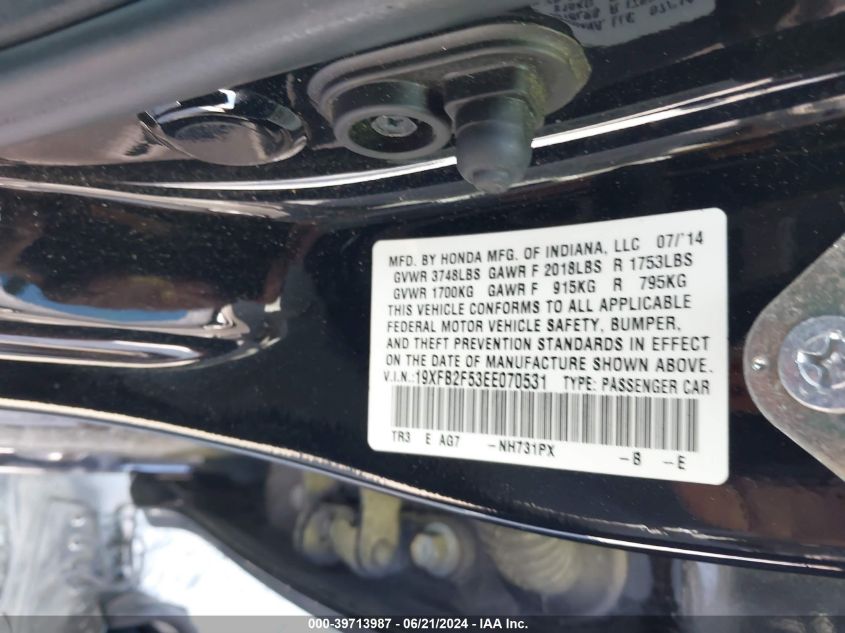 MFD. BY HONDA MFG. OF INDIANA, LLC 07/'14
GVWR 3748LBS GAWR F 2018LBS R 1753LBS
GVWR 1700KG GAWR F 915KG R 795KG
THIS VEHICLE CONFORMS TO ALL APPLICABLE
FEDERAL MOTOR VEHICLE SAFETY, BUMPER,
AND THEFT PREVENTION STANDARDS IN EFFECT
ON THE DATE OF MANUFACTURE SHOWN ABOVE.
V.I.N.:19XFB2F53EE070531 TYPE: PASSENGER CAR
TR3 E AG7 -NH731PX -B -E
000-39713987 - 06/21/2024 - IAA Inc.